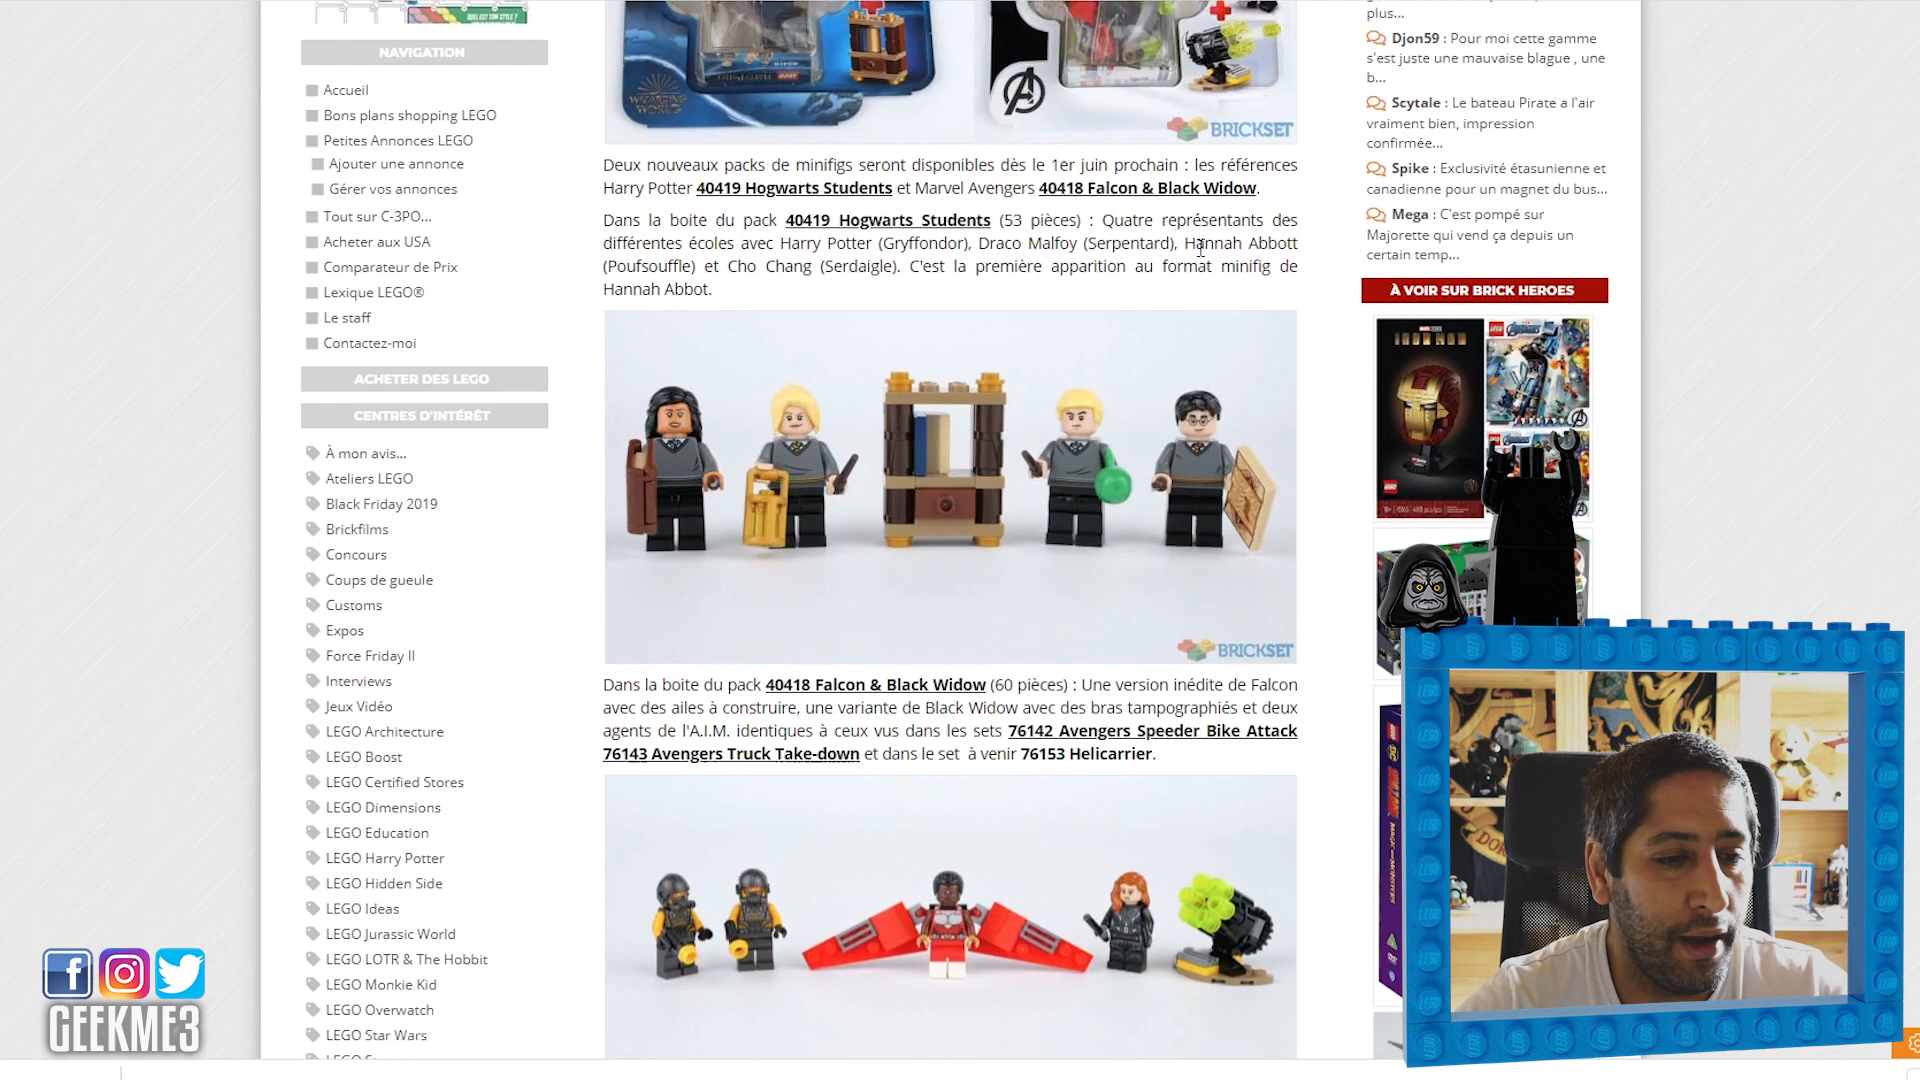 QUEL EST TON STYLE ?
NAVIGATION
Accueil
Bons plans shopping LEGO
Petites Annonces LEGO
Ajouter une annonce
Gérer vos annonces
Tout sur C-3PO...
Acheter aux USA
Comparateur de Prix
Lexique LEGO®
Le staff
Contactez-moi
ACHETER DES LEGO
CENTRES D'INTÉRÊT
À mon avis...
Ateliers LEGO
Black Friday 2019
Brickfilms
Concours
Coups de gueule
Customs
Expos
Force Friday II
Interviews
Jeux Vidéo
LEGO Architecture
LEGO Boost
LEGO Certified Stores
LEGO Dimensions
LEGO Education
LEGO Harry Potter
LEGO Hidden Side
LEGO Ideas
LEGO Jurassic World
LEGO LOTR & The Hobbit
LEGO Monkie Kid
LEGO Overwatch
LEGO Star Wars
GEEKME3
WIZARDING
WORLD
BRICKSET
Deux nouveaux packs de minifigs seront disponibles dès le 1er juin prochain : les références
Harry Potter 40419 Hogwarts Students et Marvel Avengers 40418 Falcon & Black Widow.
Dans la boite du pack 40419 Hogwarts Students (53 pièces) : Quatre représentants des
différentes écoles avec Harry Potter (Gryffondor), Draco Malfoy (Serpentard), Hannah Abbott
(Poufsouffle) et Cho Chang (Serdaigle). C'est la première apparition au format minifig de
Hannah Abbot.
BRICKSET
Dans la boite du pack 40418 Falcon & Black Widow (60 pièces) : Une version inédite de Falcon
avec des ailes à construire, une variante de Black Widow avec des bras tampographiés et deux
agents de l'A.I.M. identiques à ceux vus dans les sets 76142 Avengers Speeder Bike Attack
76143 Avengers Truck Take-down et dans le set à venir 76153 Helicarrier.
plus...
Djon59 : Pour moi cette gamme
s'est juste une mauvaise blague , une
b...
Scytale : Le bateau Pirate a l'air
vraiment bien, impression
confirmée...
Spike : Exclusivité étasunienne et
canadienne pour un magnet du bus...
Mega : C'est pompé sur
Majorette qui vend ça depuis un
certain temp...
À VOIR SUR BRICK HEROES
IRON MAN